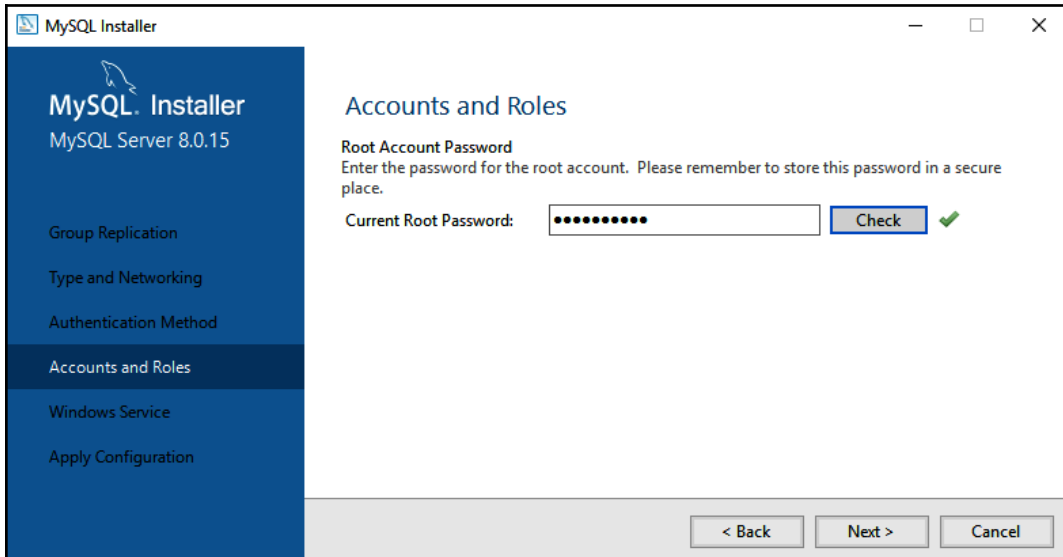 MySQL Installer
MySQL. Installer
MySQL Server 8.0.15
Group Replication
Type and Networking
Authentication Method
Accounts and Roles
Windows Service
Apply Configuration
Accounts and Roles
Root Account Password
Enter the password for the root account.  Please remember to store this password in a secure
place.
Current Root Password: ●●●●●●●●●● Check
< Back Next > Cancel